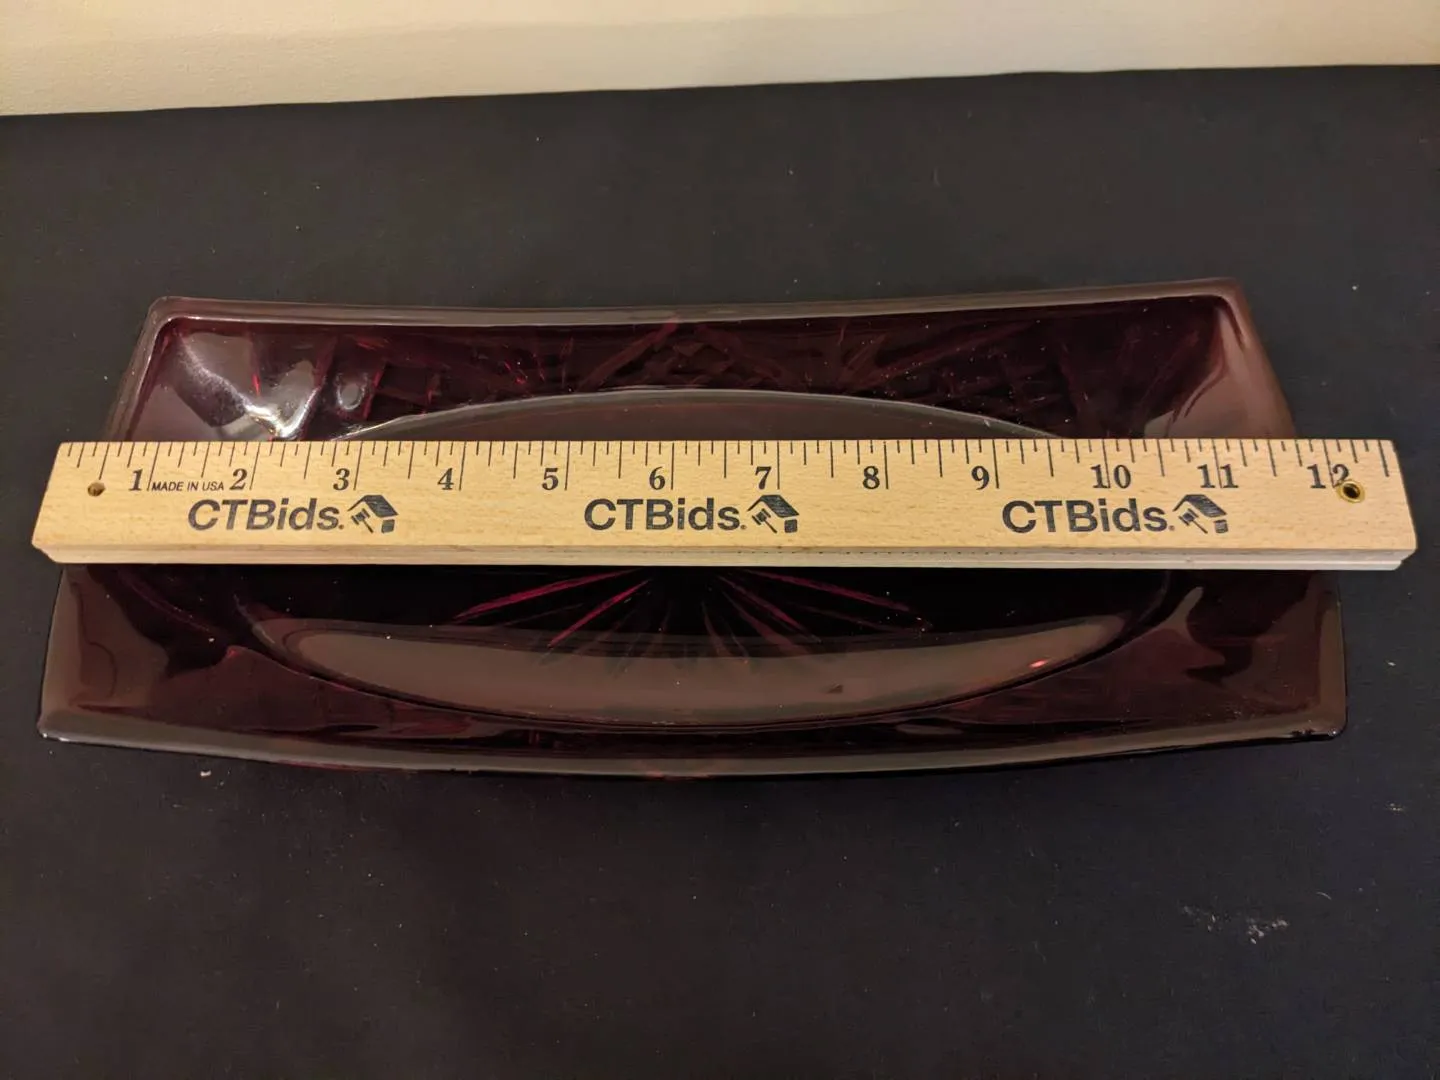 1 MADE IN USA 2 3 4 5 6 7 8 9 10 11 12
CTBids. CTBids. CTBids.